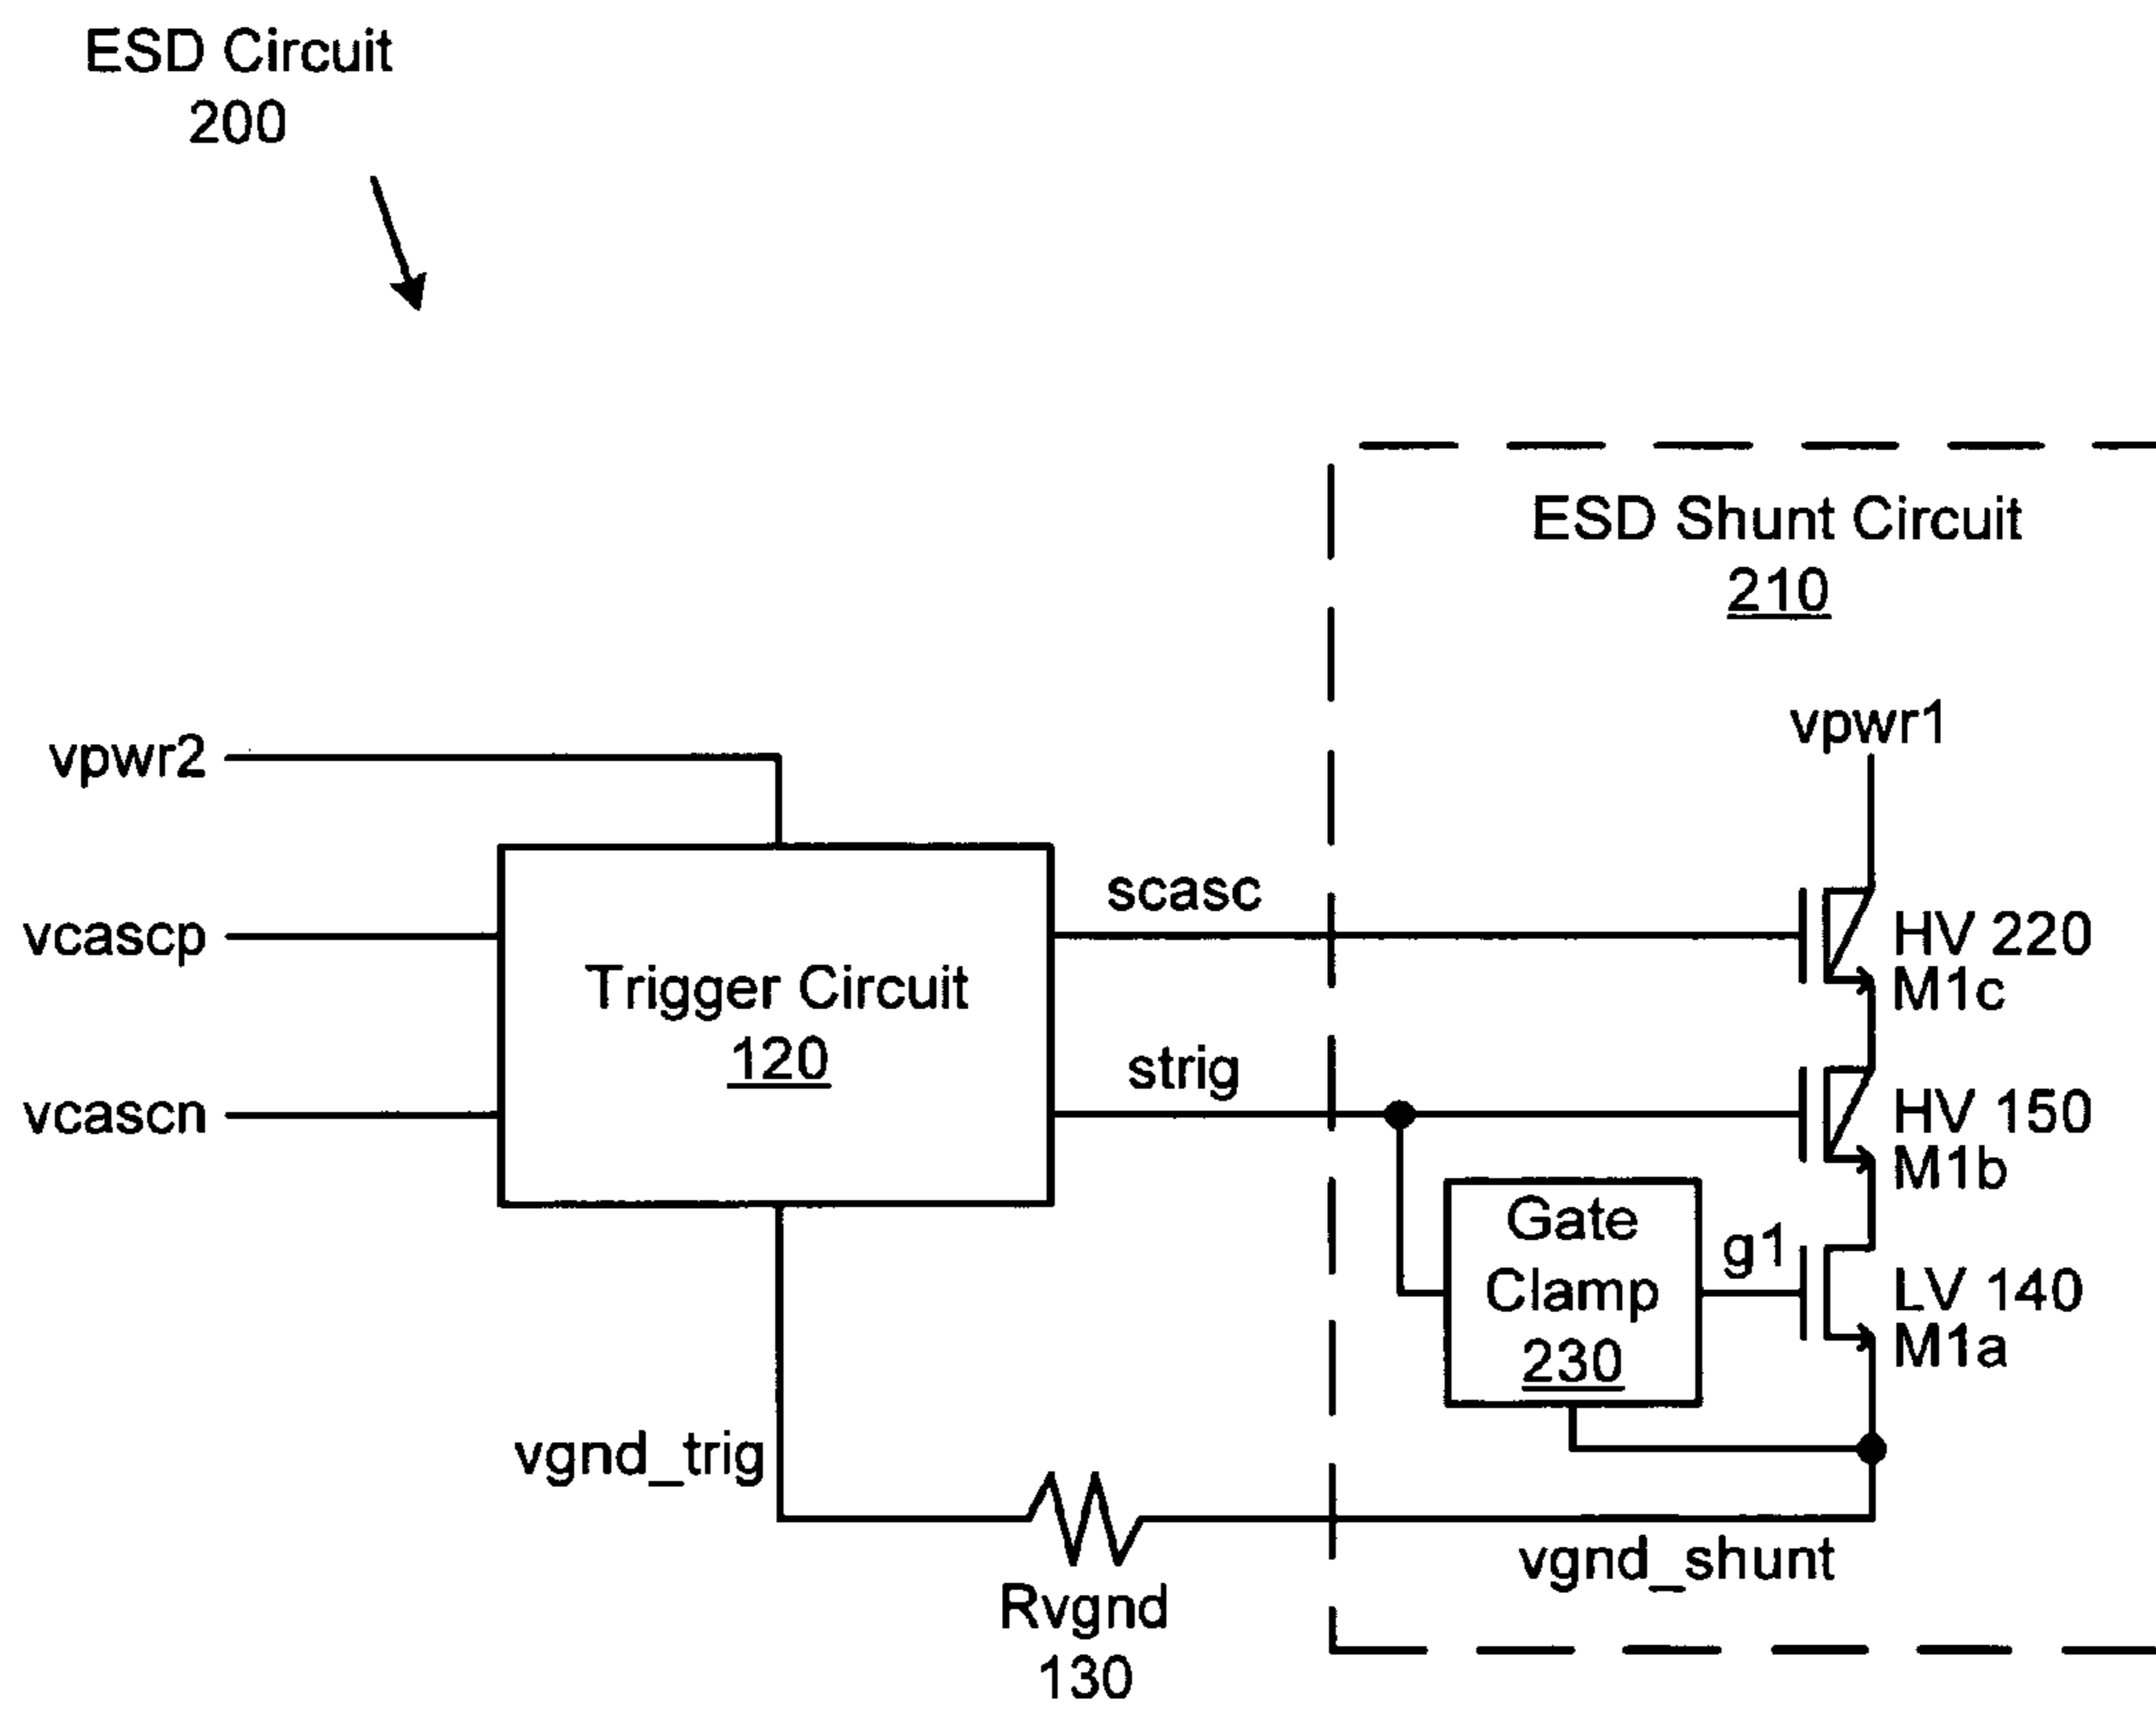 ESD Circuit
200
ESD Shunt Circuit
210
vpwr1
vpwr2
scasc
vcascp
HV 220
M1c
Trigger Circuit
120
strig
vcascn
HV 150
M1b
Gate
Clamp
230
g1
LV 140
M1a
vgnd_trig
vgnd_shunt
Rvgnd
130